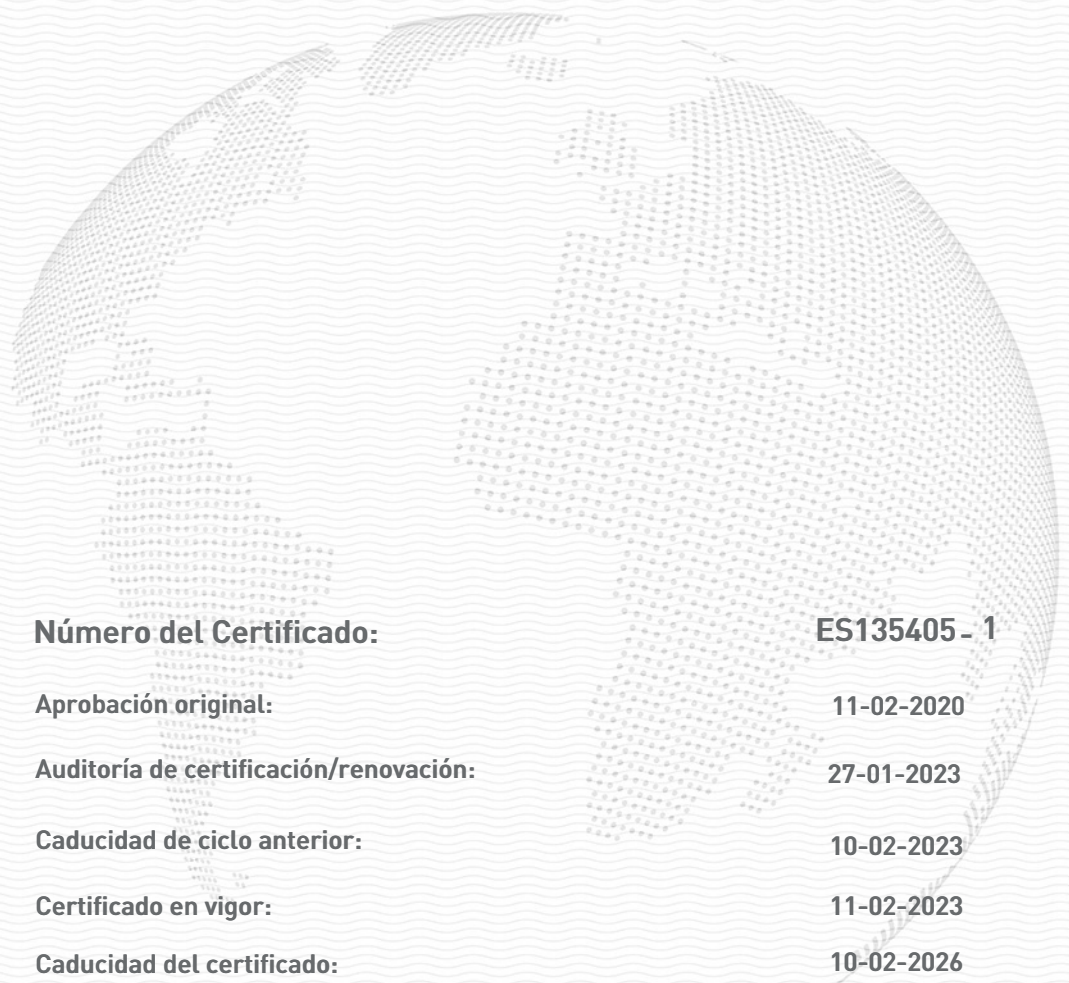 Número del Certificado: ES135405- 1
Aprobación original: 11-02-2020
Auditoría de certificación/renovación: 27-01-2023
Caducidad de ciclo anterior: 10-02-2023
Certificado en vigor: 11-02-2023
Caducidad del certificado: 10-02-2026